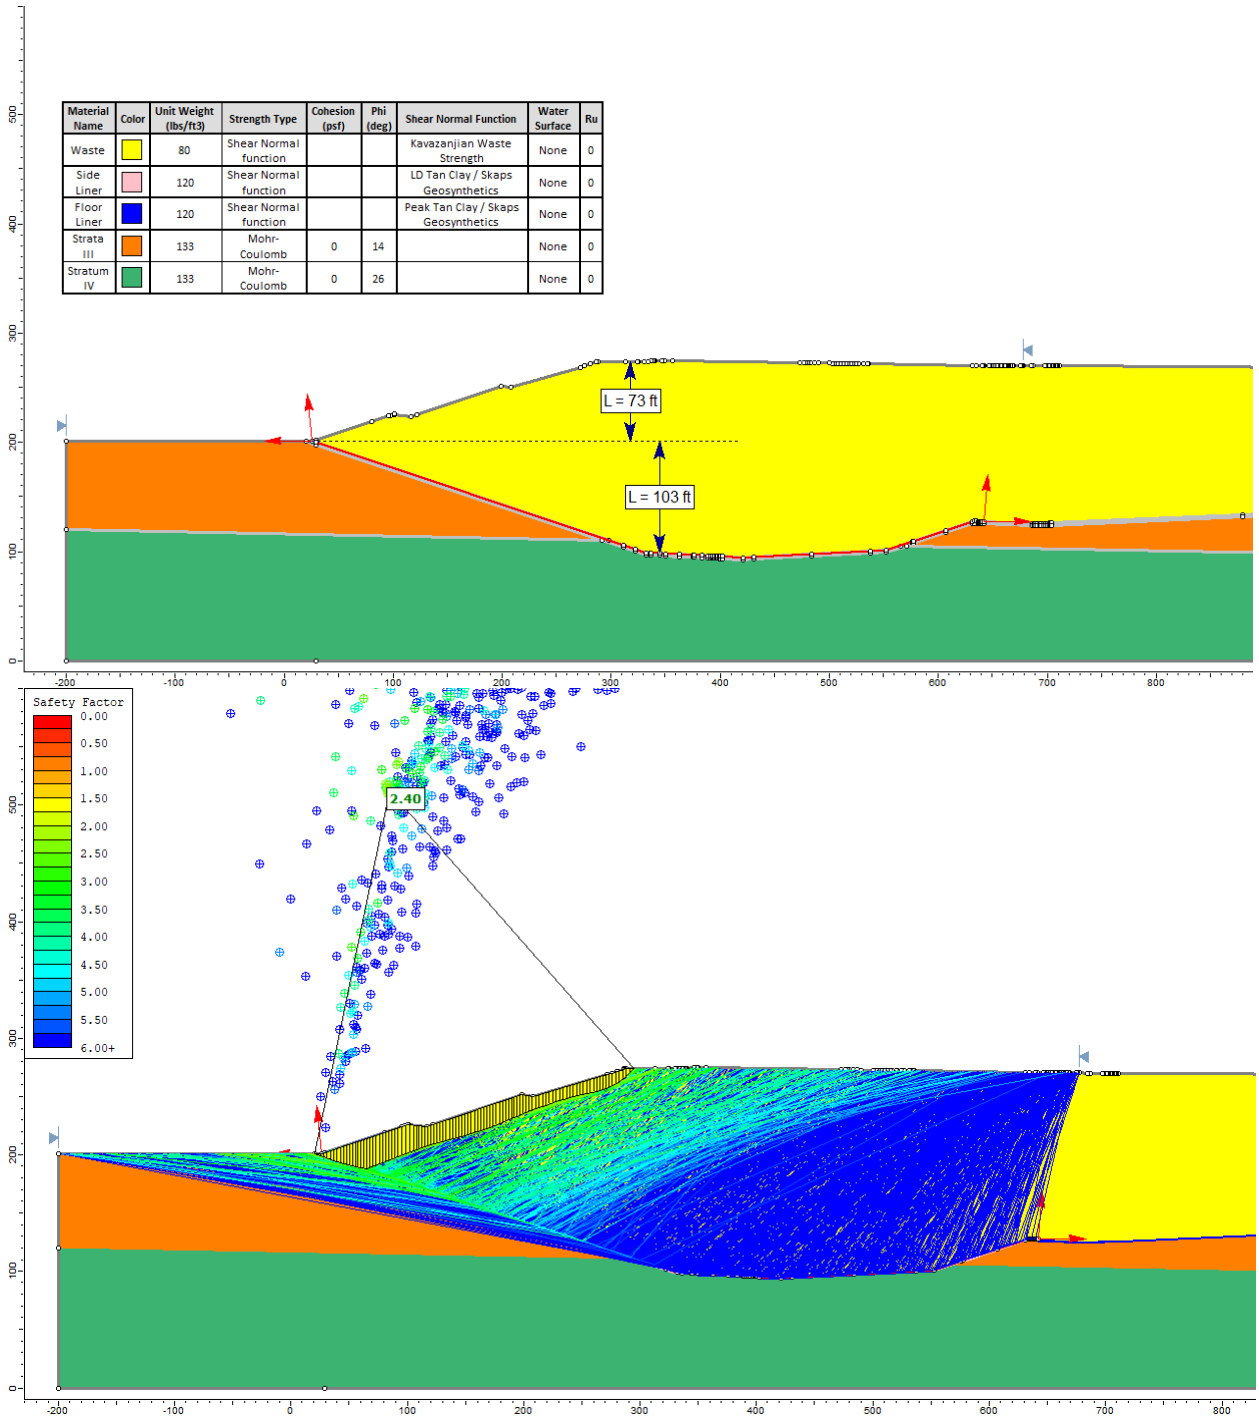 Material Name Color Unit Weight (lbs/ft3) Strength Type Cohesion (psf) Phi (deg) Shear Normal Function Water Surface Ru
Waste 80 Shear Normal function Kavazanjian Waste Strength None 0
Side Liner 120 Shear Normal function LD Tan Clay / Skaps Geosynthetics None 0
Floor Liner 120 Shear Normal function Peak Tan Clay / Skaps Geosynthetics None 0
Strata III 133 Mohr-Coulomb 0 14 None 0
Stratum IV 133 Mohr-Coulomb 0 26 None 0
500
400
300
200
100
0
L = 73 ft
L = 103 ft
-200 -100 0 100 200 300 400 500 600 700 800
Safety Factor
0.00
0.50
1.00
1.50
2.00
2.50
3.00
3.50
4.00
4.50
5.00
5.50
6.00+
2.40
500
400
300
200
100
0
-200 -100 0 100 200 300 400 500 600 700 800